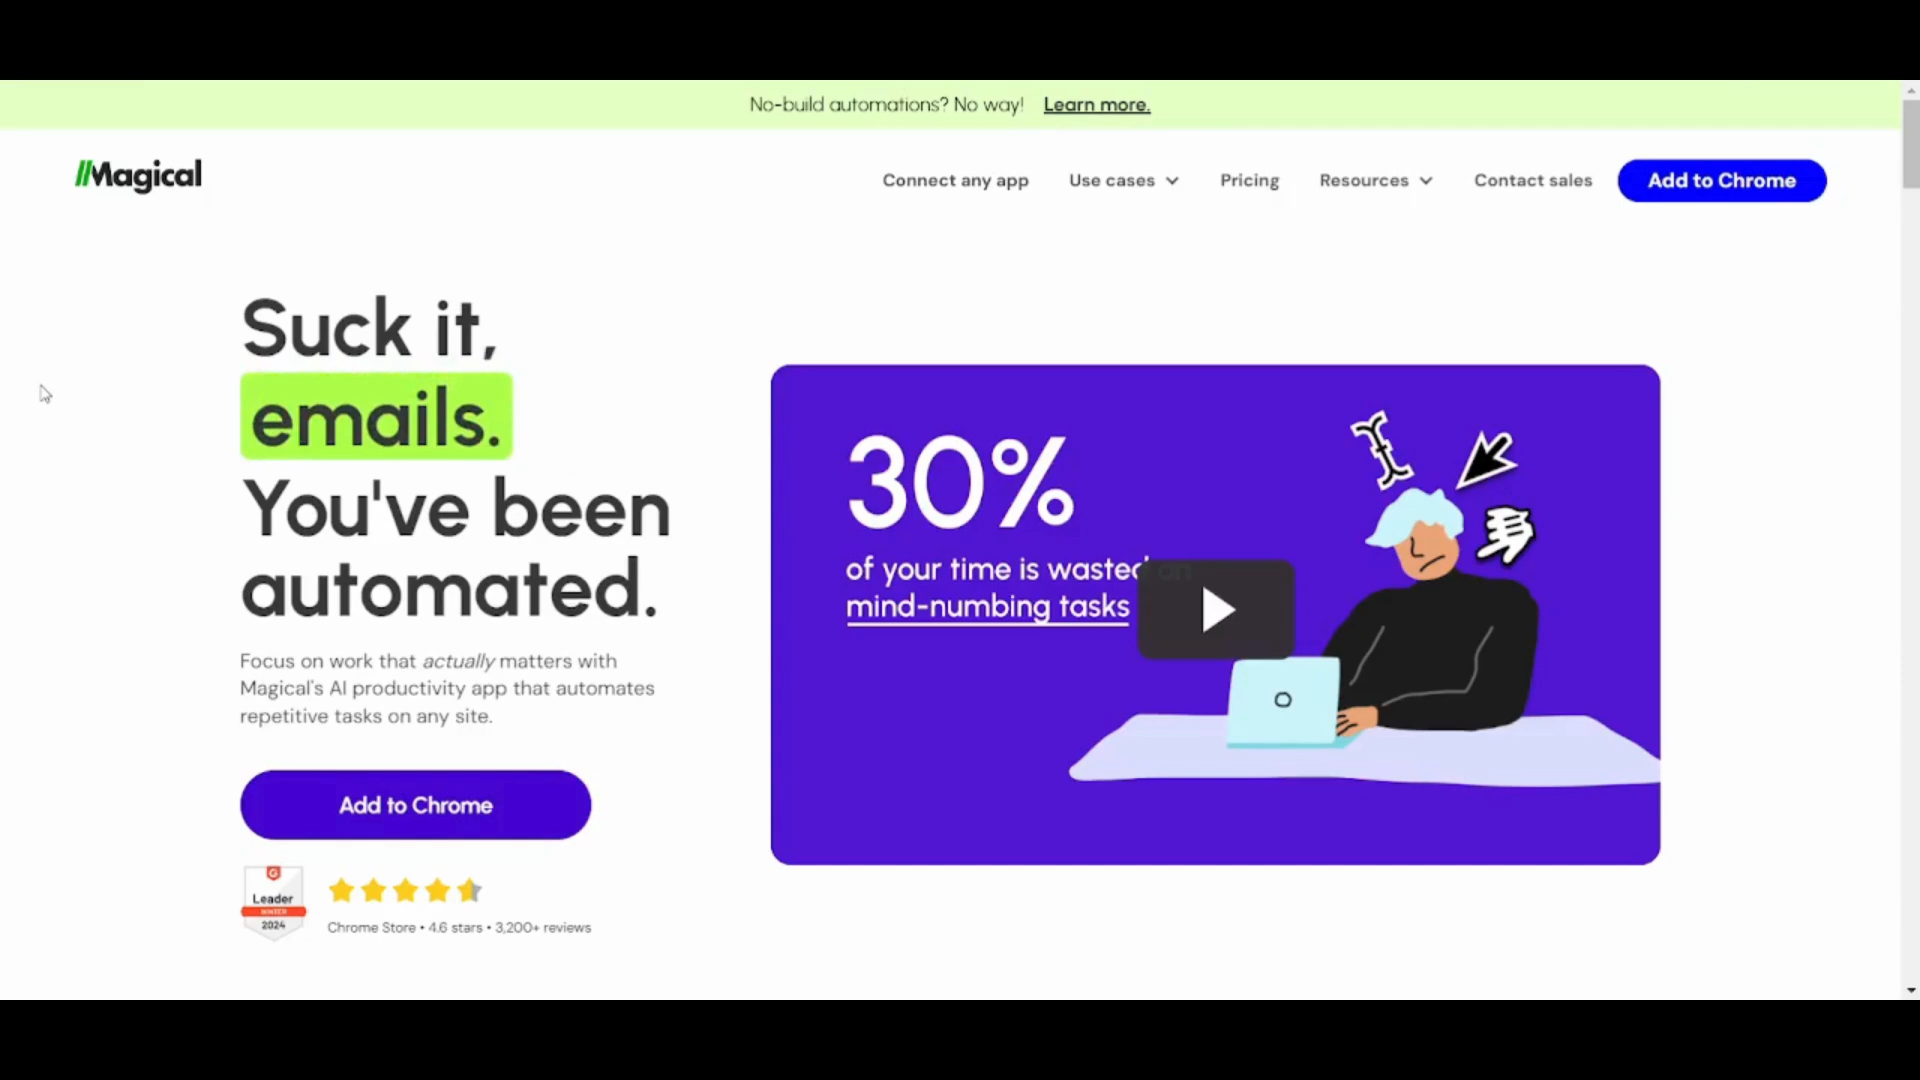 No-build automations? No way! Learn more.
Magical
Connect any app Use cases Pricing Resources Contact sales Add to Chrome
Suck it,
emails.
You've been
automated.
Focus on work that actually matters with
Magical's AI productivity app that automates
repetitive tasks on any site.
Add to Chrome
Leader
WINTER
2024
Chrome Store • 4.6 stars • 3,200+ reviews
30%
of your time is wasted on
mind-numbing tasks